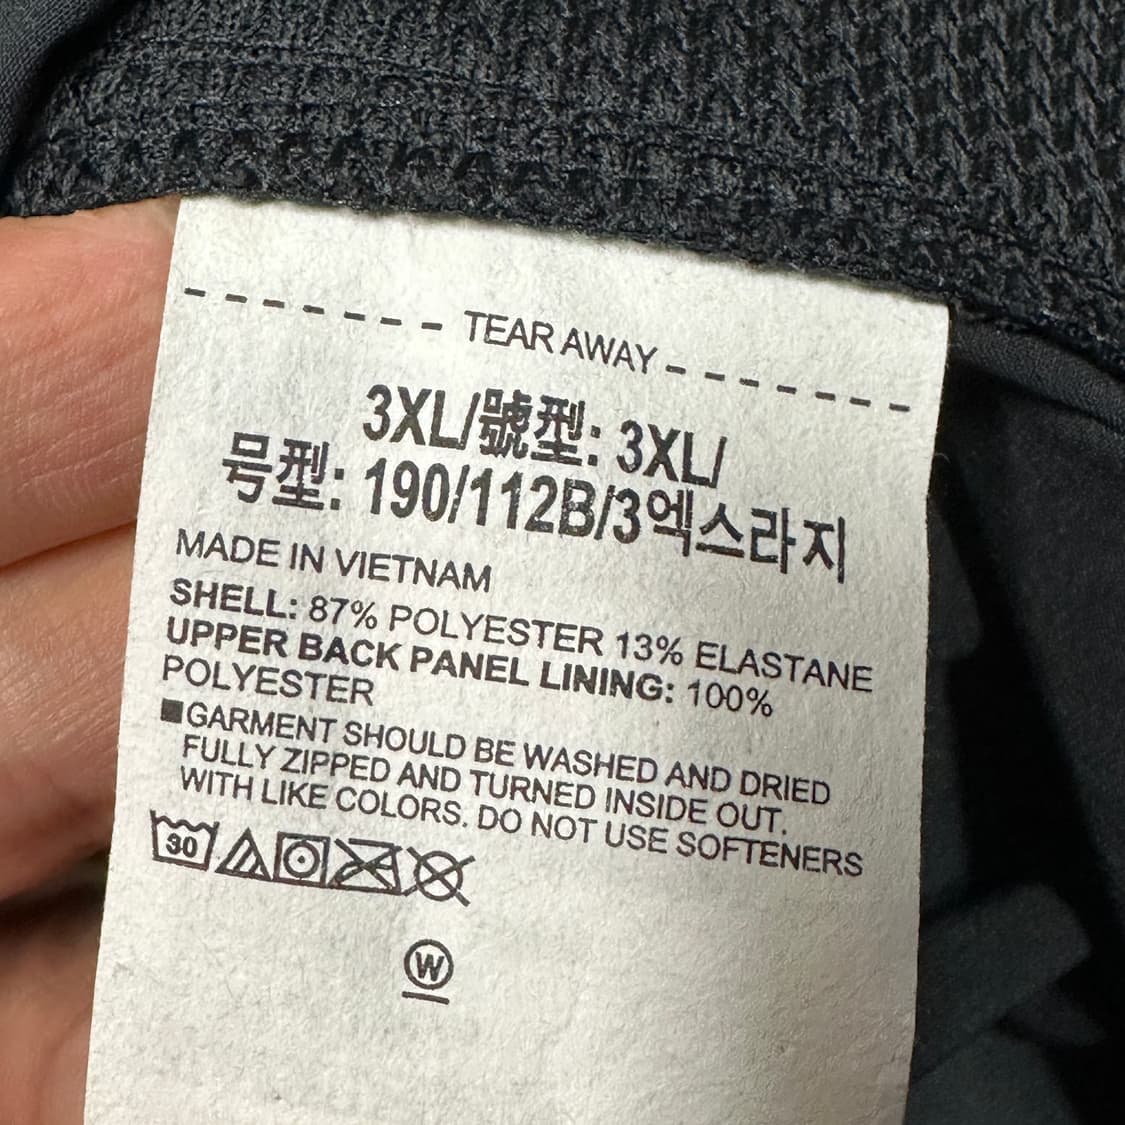 ------- TEAR AWAY -------
3XL/號型: 3XL/
号型: 190/112B/3엑스라지
MADE IN VIETNAM
SHELL: 87% POLYESTER 13% ELASTANE
UPPER BACK PANEL LINING: 100%
POLYESTER
■GARMENT SHOULD BE WASHED AND DRIED
FULLY ZIPPED AND TURNED INSIDE OUT.
WITH LIKE COLORS. DO NOT USE SOFTENERS
30
W